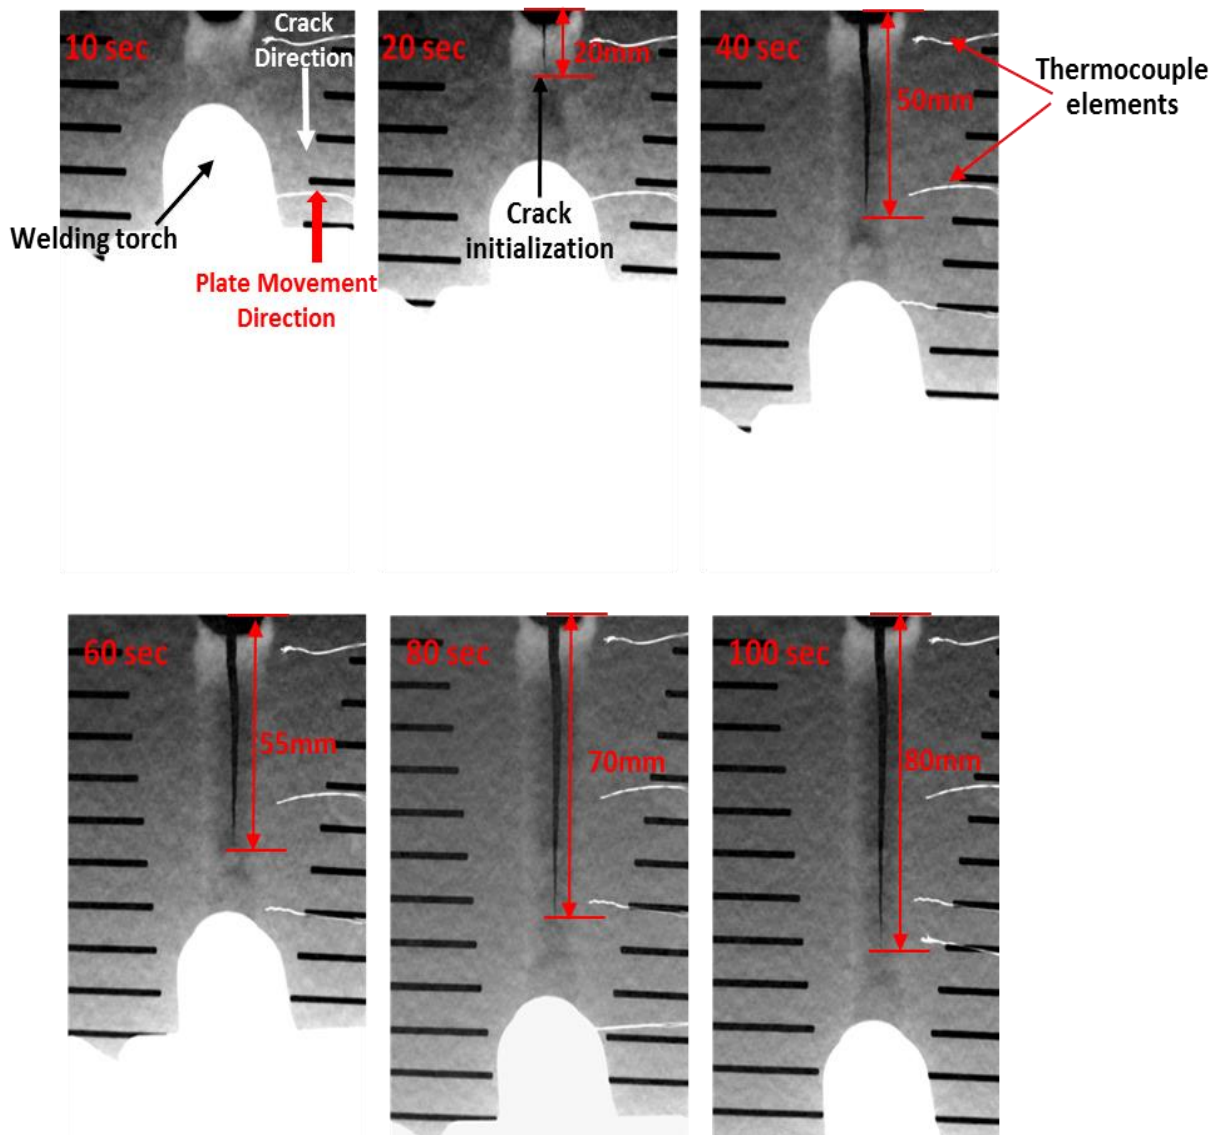 10 sec
Crack
Direction
Welding torch
Plate Movement
Direction
20 sec
20mm
Crack
initialization
40 sec
50mm
Thermocouple
elements
60 sec
55mm
80 sec
70mm
100 sec
80mm